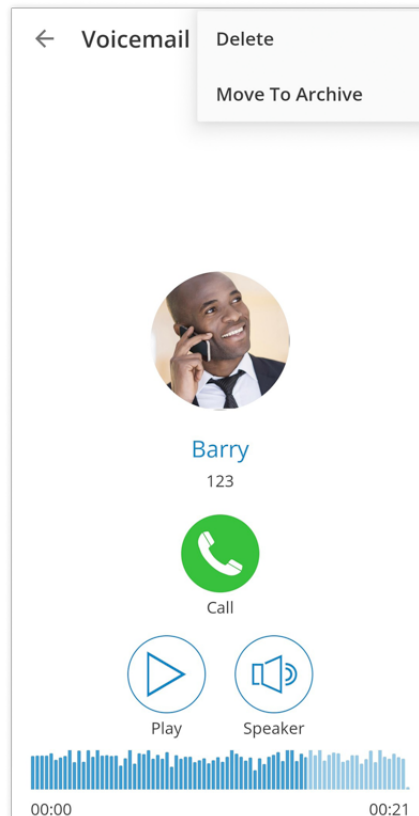 Voicemail
Delete
Move To Archive
Barry
123
Call
Play Speaker
00:00 00:21